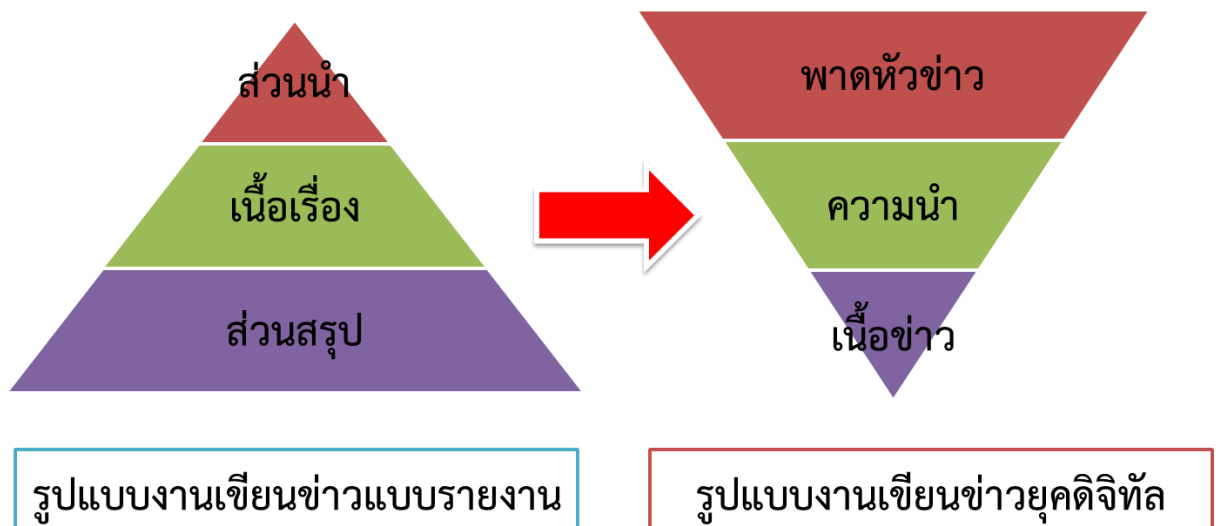 ส่วนนำ
เนื้อเรื่อง
ส่วนสรุป
พาดหัวข่าว
ความนำ
เนื้อข่าว
รูปแบบงานเขียนข่าวแบบรายงาน
รูปแบบงานเขียนข่าวยุคดิจิทัล